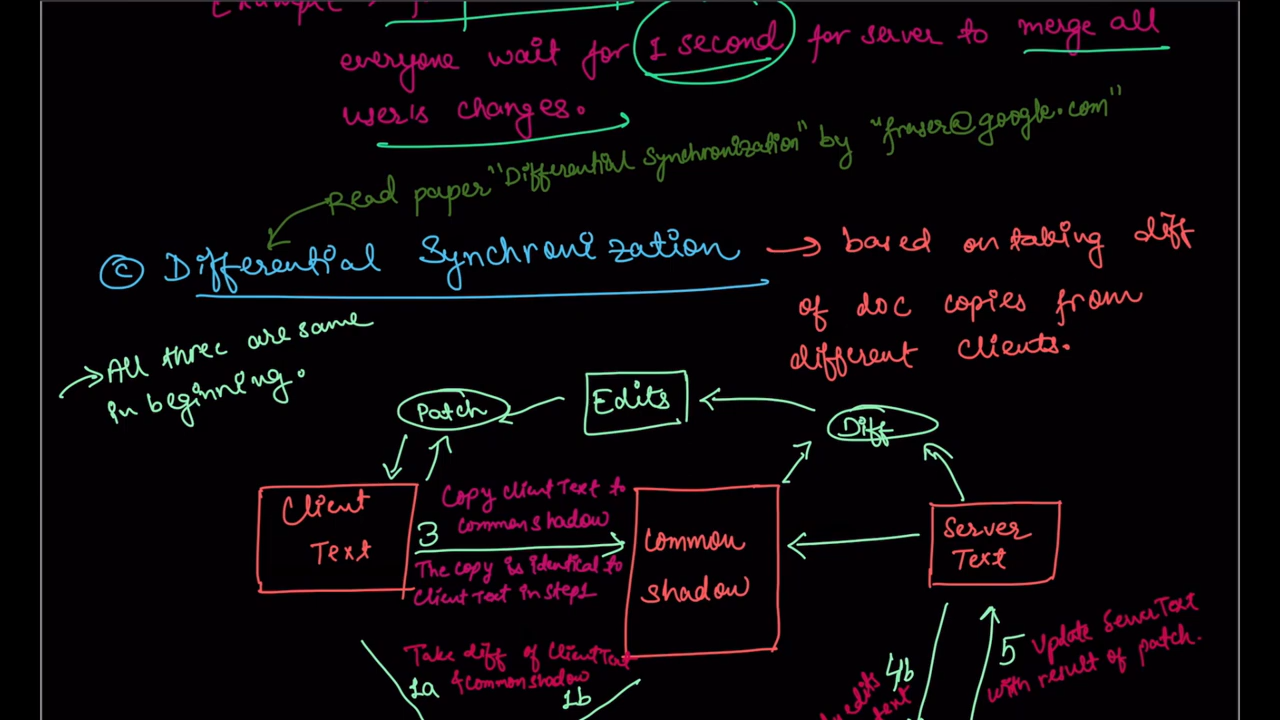 Example
everyone wait for 1 second for server to merge all
user's changes.
Read paper "Differential Synchronization" by "fraser@google.com"
© Differential Synchronization → based on taking diff
of doc copies from
different clients.
→ All three are same
in beginning.
Patch
Edits
Diff
Client
Text
3
Copy Client Text to
common shadow
The copy is identical to
Client Text in step1
common
shadow
Server
Text
Take diff of Client Text
& Common shadow
1a
1b
edits
text
4b
5
Update ServerText
with result of patch.